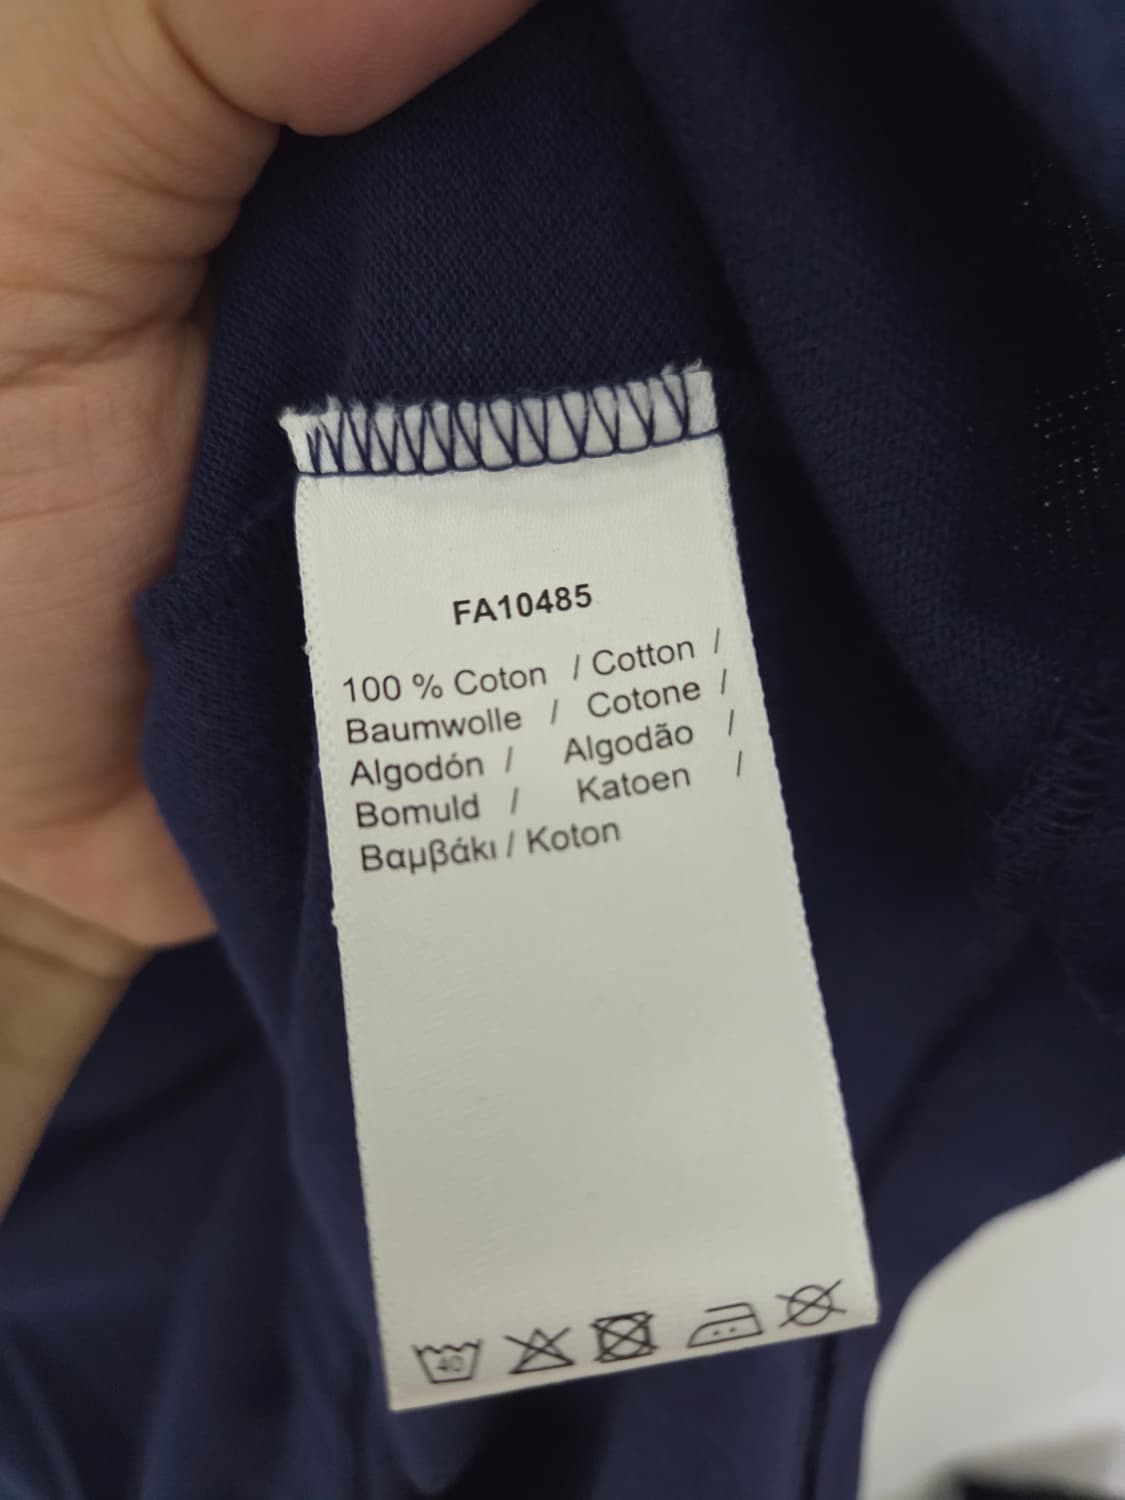 FA10485
100 % Coton / Cotton /
Baumwolle / Cotone /
Algodón / Algodão /
Bomuld / Katoen /
Βαμβάκι / Koton
40